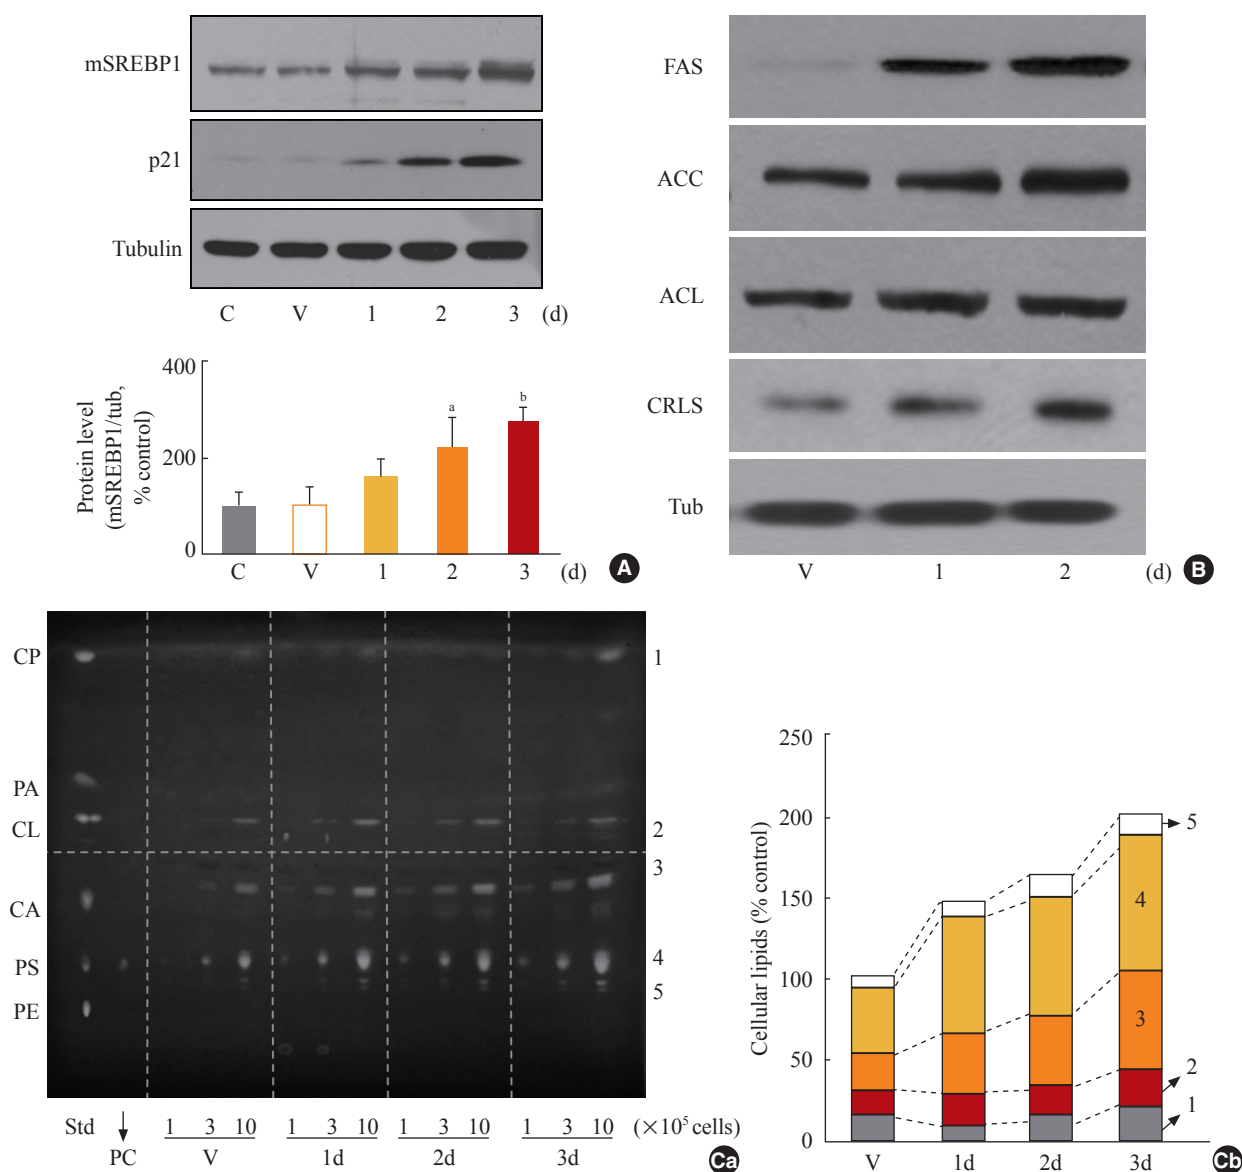 mSREBP1
p21
Tubulin
C V 1 2 3 (d)
400
200
0
Protein level
(mSREBP1/tub,
% control)
a
b
C V 1 2 3 (d)
A
FAS
ACC
ACL
CRLS
Tub
V 1 2 (d)
B
CP
PA
CL
CA
PS
PE
1
2
3
4
5
Std
PC
1 3 10 1 3 10 1 3 10 1 3 10 (×10⁵ cells)
V 1d 2d 3d
Ca
Cellular lipids (% control)
250
200
150
100
50
0
5
4
3
2
1
V 1d 2d 3d
Cb